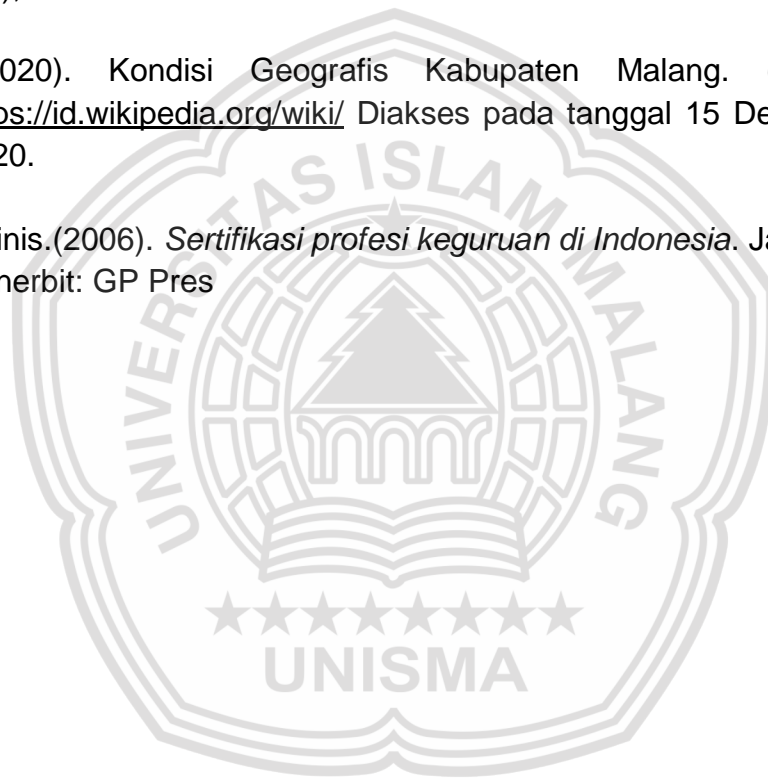 020). Kondisi Geografis Kabupaten Malang.
os://id.wikipedia.org/wiki/ Diakses pada tanggal 15 De
20.
inis.(2006). Sertifikasi profesi keguruan di Indonesia. Ja
nerbit: GP Pres
UNIVERSITAS ISLAM MALANG
UNISMA